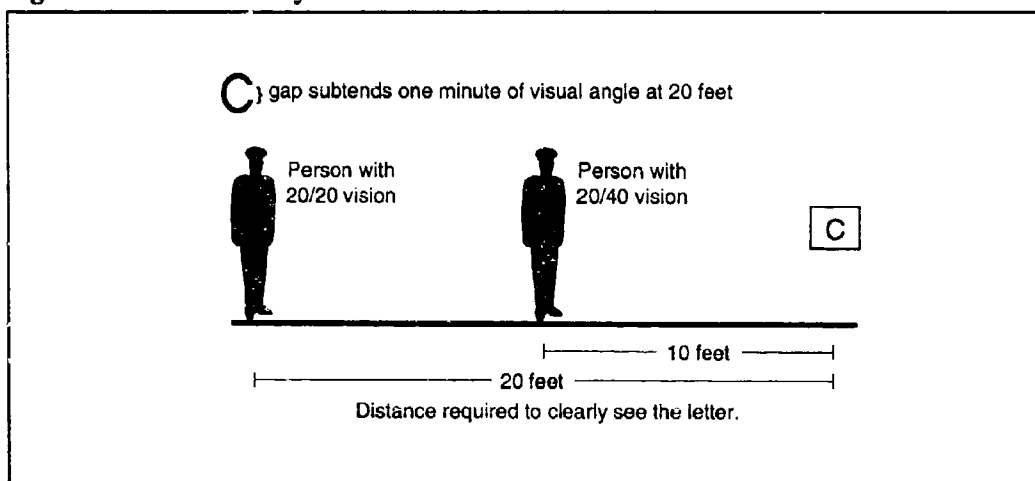 C } gap subtends one minute of visual angle at 20 feet
Person with
20/20 vision
Person with
20/40 vision
C
10 feet
20 feet
Distance required to clearly see the letter.